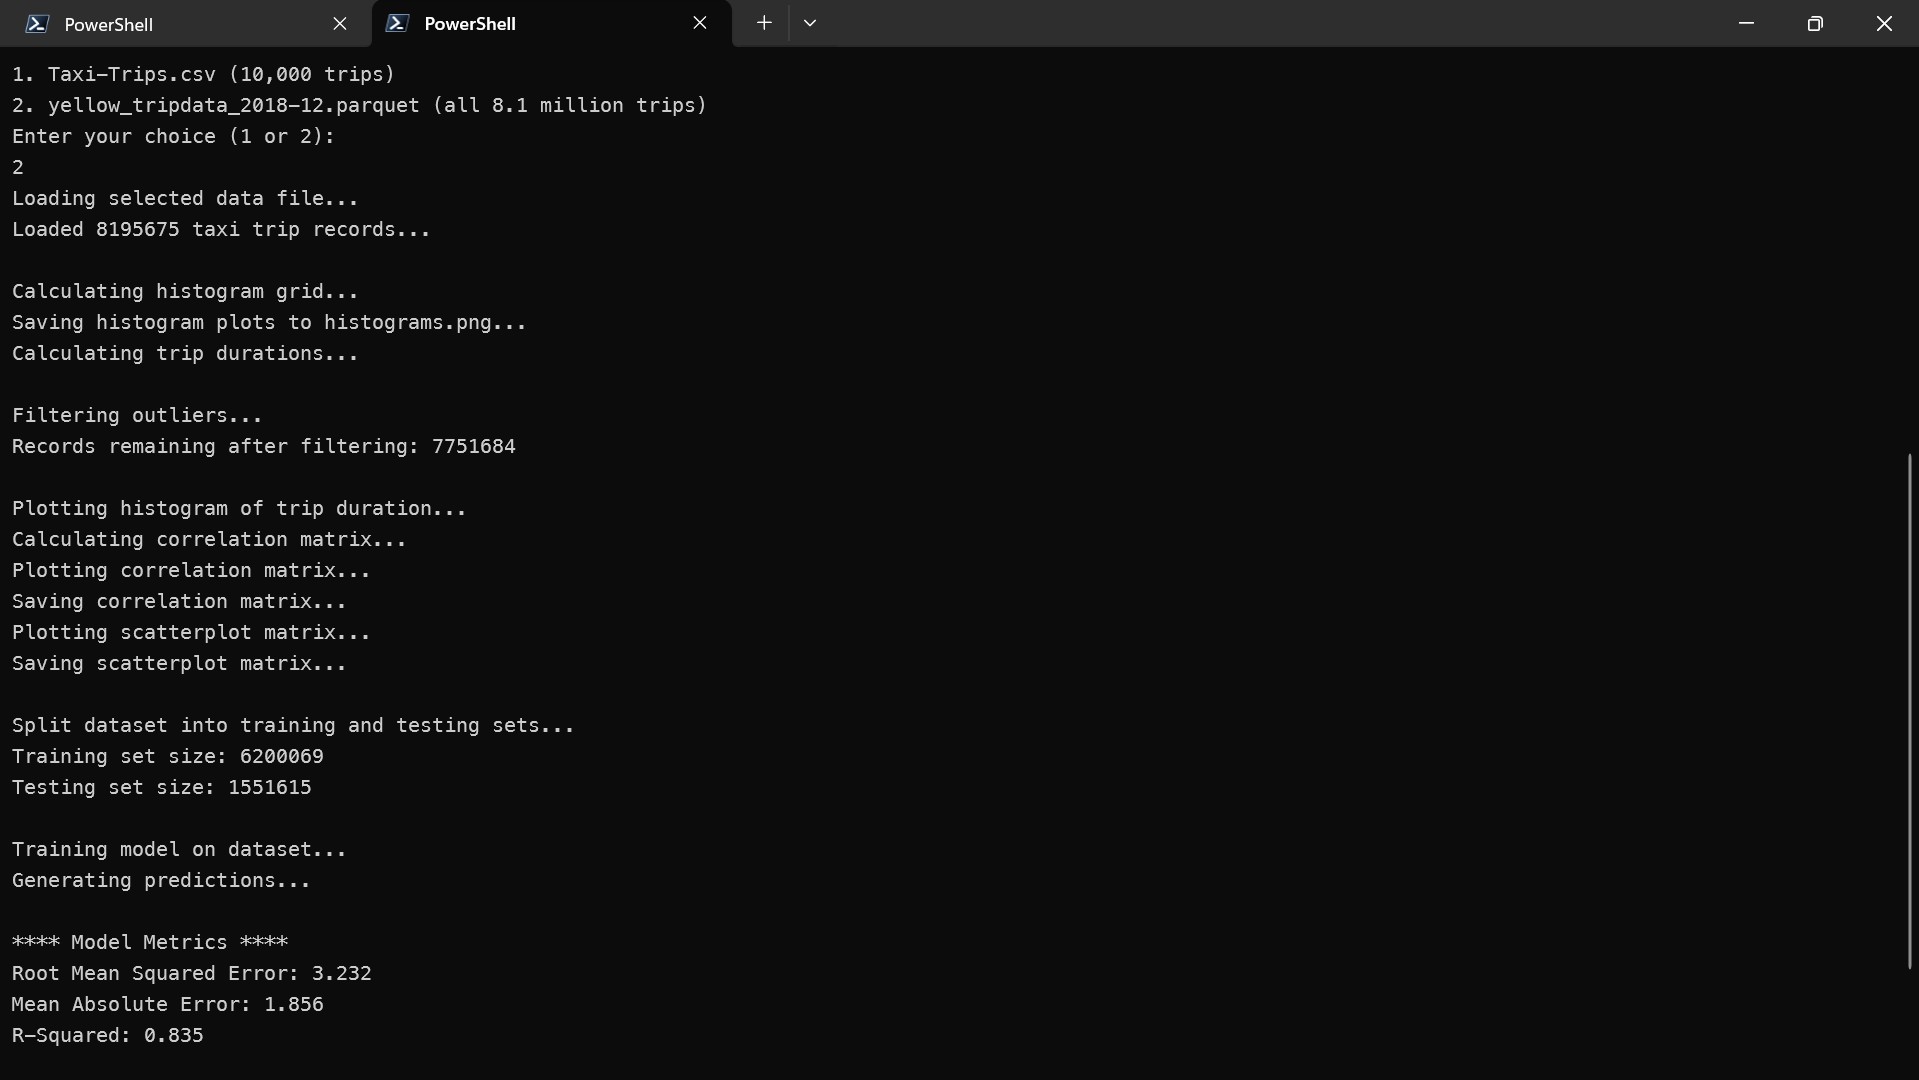 PowerShell
PowerShell
1. Taxi-Trips.csv (10,000 trips)
2. yellow_tripdata_2018-12.parquet (all 8.1 million trips)
Enter your choice (1 or 2):
2
Loading selected data file...
Loaded 8195675 taxi trip records...
Calculating histogram grid...
Saving histogram plots to histograms.png...
Calculating trip durations...
Filtering outliers...
Records remaining after filtering: 7751684
Plotting histogram of trip duration...
Calculating correlation matrix...
Plotting correlation matrix...
Saving correlation matrix...
Plotting scatterplot matrix...
Saving scatterplot matrix...
Split dataset into training and testing sets...
Training set size: 6200069
Testing set size: 1551615
Training model on dataset...
Generating predictions...
**** Model Metrics ****
Root Mean Squared Error: 3.232
Mean Absolute Error: 1.856
R-Squared: 0.835